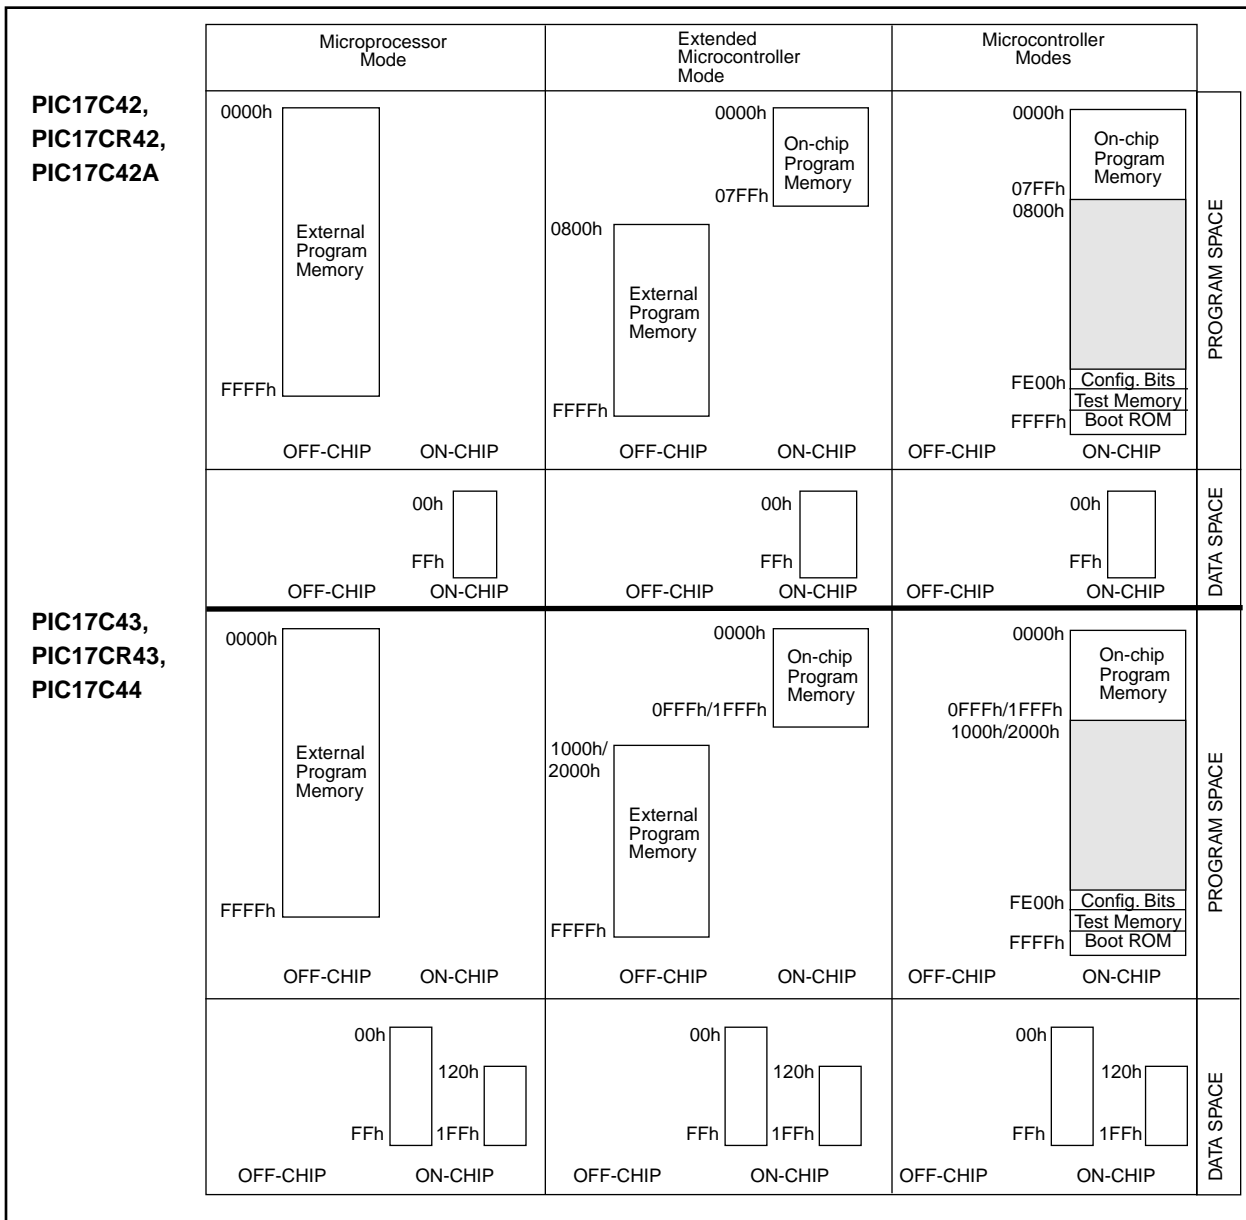 Microprocessor
Mode
Extended
Microcontroller
Mode
Microcontroller
Modes
PIC17C42,
PIC17CR42,
PIC17C42A
0000h
External
Program
Memory
FFFFh
OFF-CHIP ON-CHIP
0000h
On-chip
Program
Memory
07FFh
0800h
External
Program
Memory
FFFFh
OFF-CHIP ON-CHIP
0000h
On-chip
Program
Memory
07FFh
0800h
FE00h Config. Bits
Test Memory
FFFFh Boot ROM
OFF-CHIP ON-CHIP
PROGRAM SPACE
00h
FFh
OFF-CHIP ON-CHIP
00h
FFh
OFF-CHIP ON-CHIP
00h
FFh
OFF-CHIP ON-CHIP
DATA SPACE
PIC17C43,
PIC17CR43,
PIC17C44
0000h
External
Program
Memory
FFFFh
OFF-CHIP ON-CHIP
0000h
On-chip
Program
Memory
0FFFh/1FFFh
1000h/
2000h
External
Program
Memory
FFFFh
OFF-CHIP ON-CHIP
0000h
On-chip
Program
Memory
0FFFh/1FFFh
1000h/2000h
FE00h Config. Bits
Test Memory
FFFFh Boot ROM
OFF-CHIP ON-CHIP
PROGRAM SPACE
00h
120h
FFh 1FFh
OFF-CHIP ON-CHIP
00h
120h
FFh 1FFh
OFF-CHIP ON-CHIP
00h
120h
FFh 1FFh
OFF-CHIP ON-CHIP
DATA SPACE